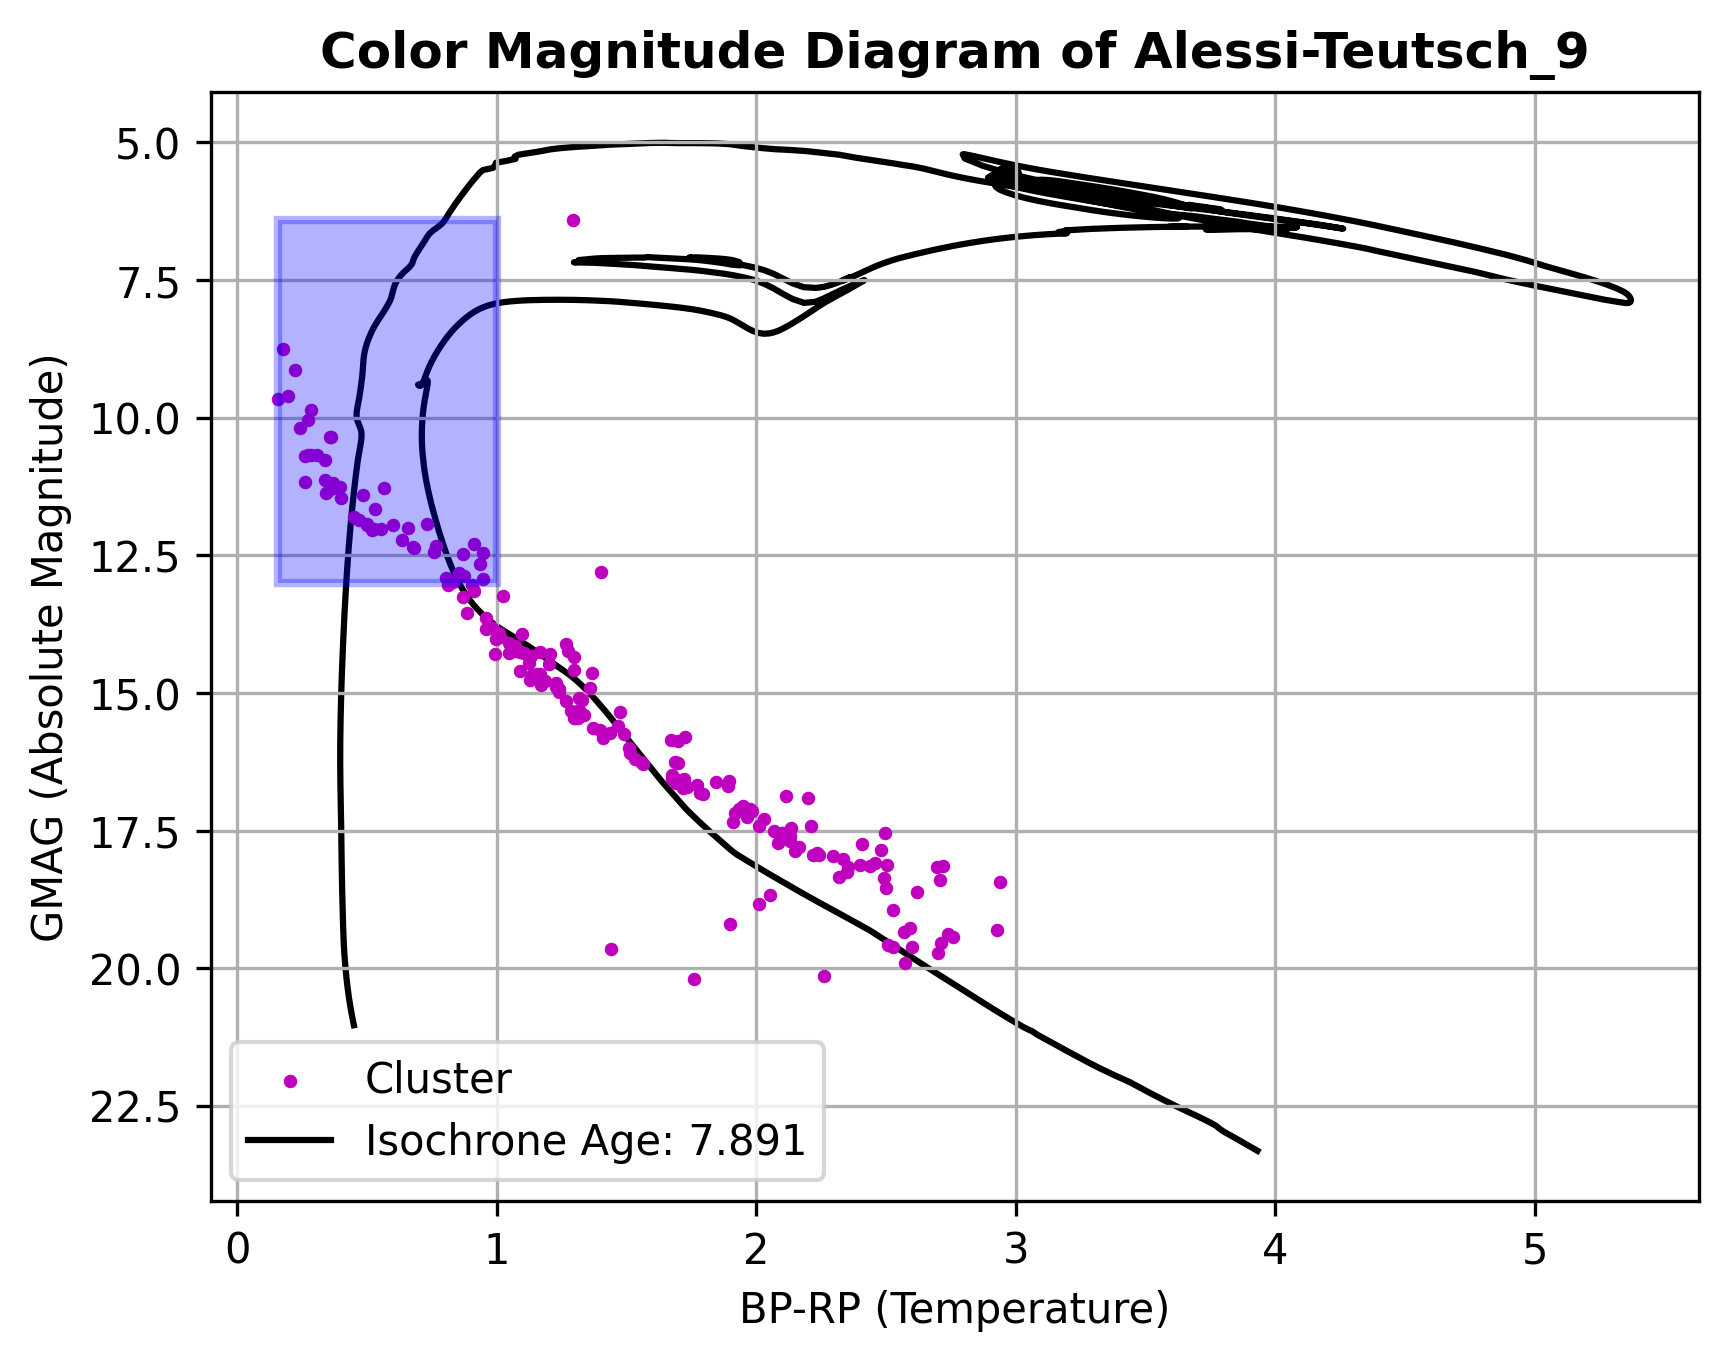 Color Magnitude Diagram of Alessi-Teutsch_9
GMAG (Absolute Magnitude)
5.0
7.5
10.0
12.5
15.0
17.5
20.0
22.5
Cluster
Isochrone Age: 7.891
0 1 2 3 4 5
BP-RP (Temperature)